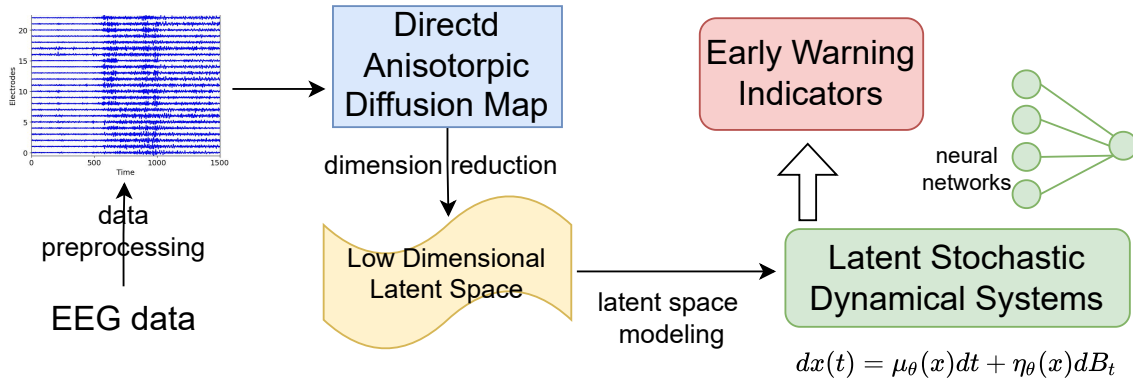 Electrodes
20
15
10
5
0
0
500
1000
1500
Time
data
preprocessing
EEG data
Directd
Anisotorpic
Diffusion Map
dimension reduction
Low Dimensional
Latent Space
latent space
modeling
Early Warning
Indicators
neural
networks
Latent Stochastic
Dynamical Systems
dx(t) = μ_θ(x)dt + η_θ(x)dB_t